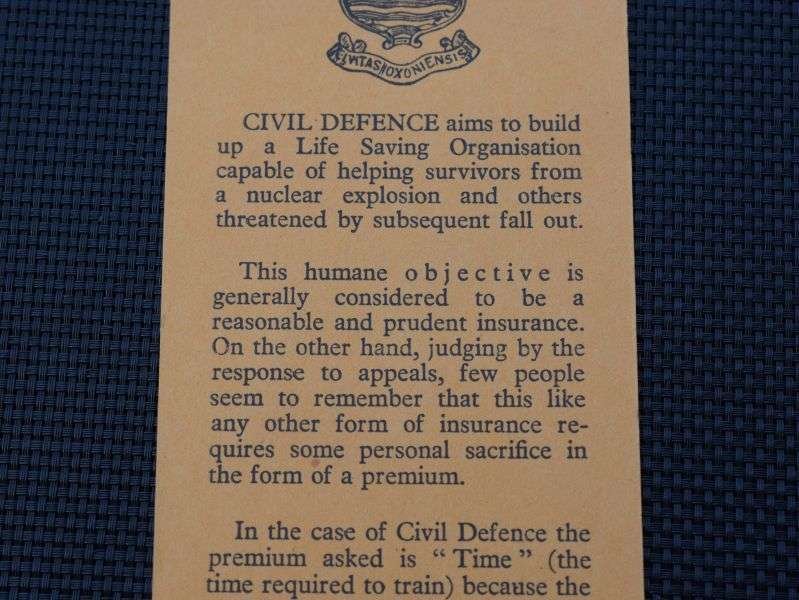 CIVITAS OXONIENSIS
CIVIL DEFENCE aims to build
up a Life Saving Organisation
capable of helping survivors from
a nuclear explosion and others
threatened by subsequent fall out.
This humane objective is
generally considered to be a
reasonable and prudent insurance.
On the other hand, judging by the
response to appeals, few people
seem to remember that this like
any other form of insurance re-
quires some personal sacrifice in
the form of a premium.
In the case of Civil Defence the
premium asked is “ Time ” (the
time required to train) because the